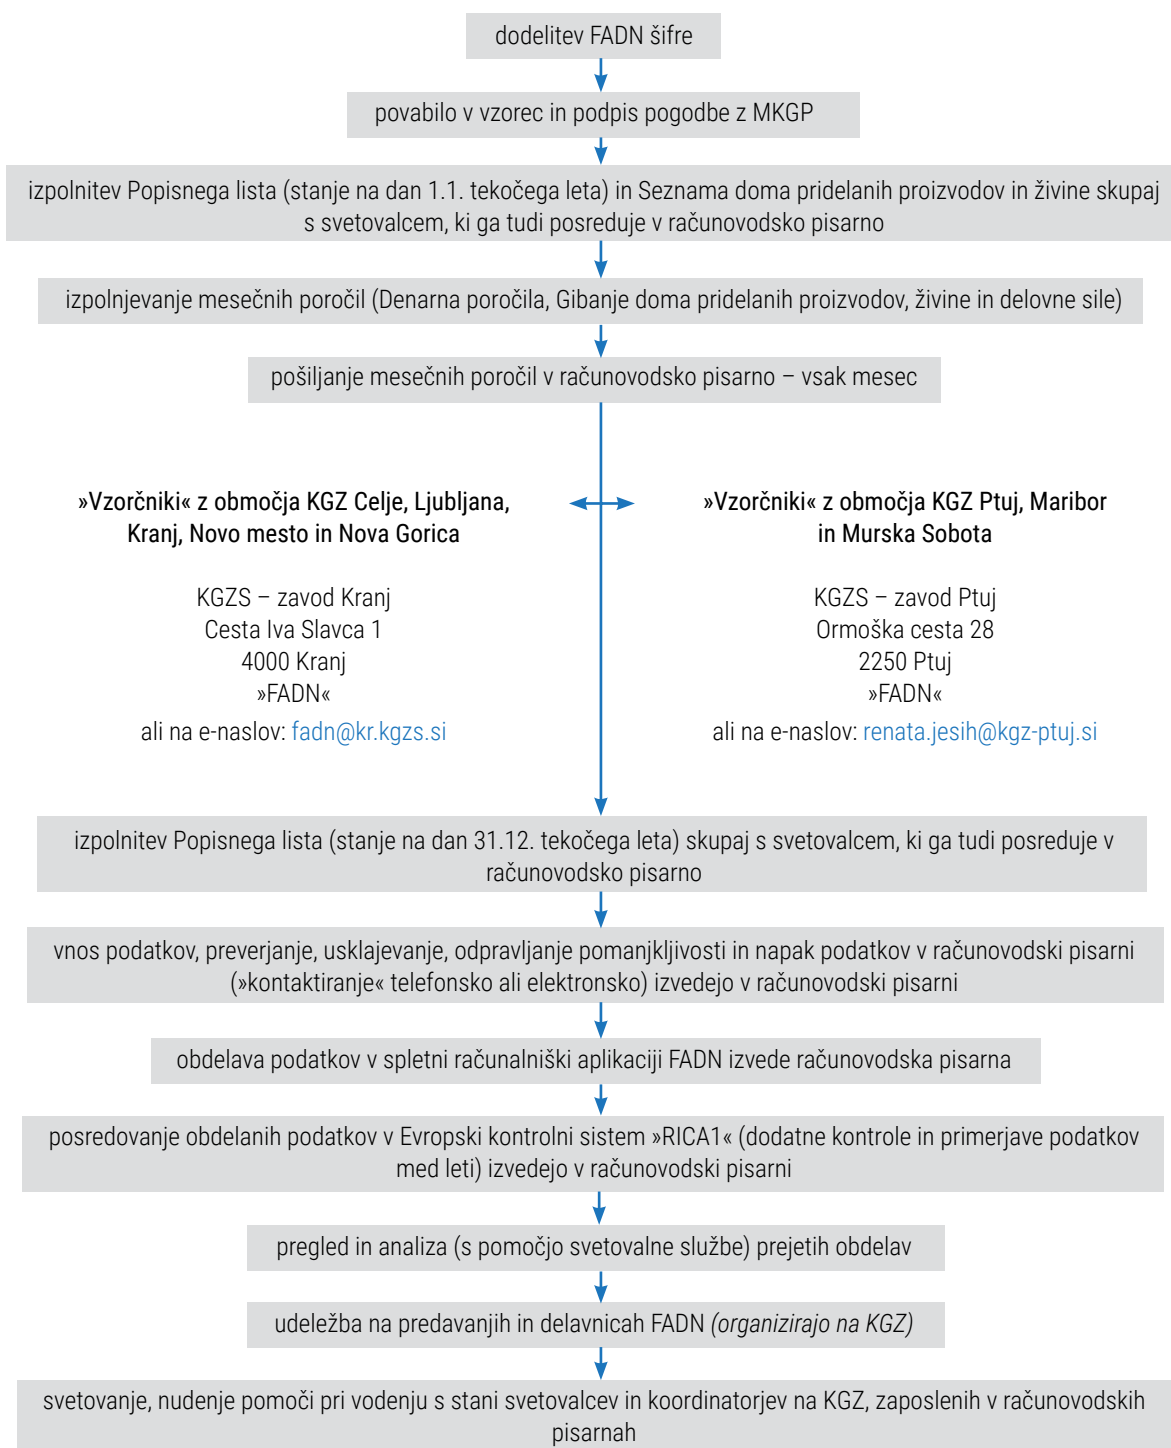 dodelitev FADN šifre
povabilo v vzorec in podpis pogodbe z MKGP
izpolnitev Popisnega lista (stanje na dan 1.1. tekočega leta) in Seznama doma pridelanih proizvodov in živine skupaj
s svetovalcem, ki ga tudi posreduje v računovodsko pisarno
izpolnjevanje mesečnih poročil (Denarna poročila, Gibanje doma pridelanih proizvodov, živine in delovne sile)
pošiljanje mesečnih poročil v računovodsko pisarno – vsak mesec
»Vzorčniki« z območja KGZ Celje, Ljubljana,
Kranj, Novo mesto in Nova Gorica
KGZS – zavod Kranj
Cesta Iva Slavca 1
4000 Kranj
»FADN«
ali na e-naslov: fadn@kr.kgzs.si
»Vzorčniki« z območja KGZ Ptuj, Maribor
in Murska Sobota
KGZS – zavod Ptuj
Ormoška cesta 28
2250 Ptuj
»FADN«
ali na e-naslov: renata.jesih@kgz-ptuj.si
izpolnitev Popisnega lista (stanje na dan 31.12. tekočega leta) skupaj s svetovalcem, ki ga tudi posreduje v
računovodsko pisarno
vnos podatkov, preverjanje, usklajevanje, odpravljanje pomanjkljivosti in napak podatkov v računovodski pisarni
(»kontaktiranje« telefonsko ali elektronsko) izvedejo v računovodski pisarni
obdelava podatkov v spletni računalniški aplikaciji FADN izvede računovodska pisarna
posredovanje obdelanih podatkov v Evropski kontrolni sistem »RICA1« (dodatne kontrole in primerjave podatkov
med leti) izvedejo v računovodski pisarni
pregled in analiza (s pomočjo svetovalne službe) prejetih obdelav
udeležba na predavanjih in delavnicah FADN (organizirajo na KGZ)
svetovanje, nudenje pomoči pri vodenju s stani svetovalcev in koordinatorjev na KGZ, zaposlenih v računovodskih
pisarnah